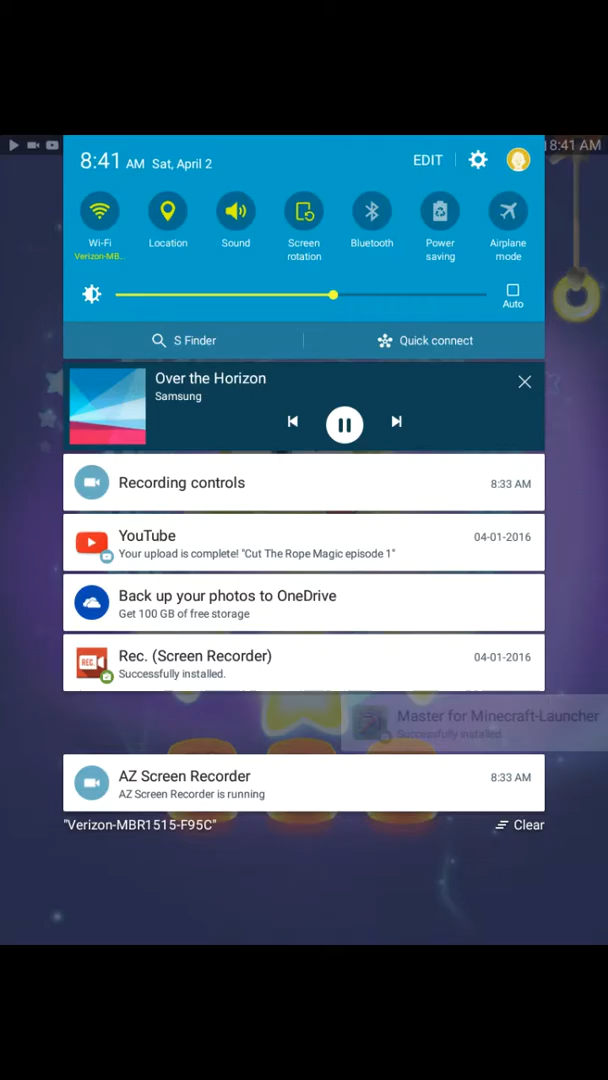 8:41 AM
8:41 AM Sat, April 2
EDIT
Wi-Fi
Verizon-MB..
Location
Sound
Screen rotation
Bluetooth
Power saving
Airplane mode
Auto
S Finder
Quick connect
Over the Horizon
Samsung
Recording controls
8:33 AM
YouTube
04-01-2016
Your upload is complete! "Cut The Rope Magic episode 1"
Back up your photos to OneDrive
Get 100 GB of free storage
REC
Rec. (Screen Recorder)
04-01-2016
Successfully installed.
Master for Minecraft-Launcher
Successfully installed.
AZ Screen Recorder
8:33 AM
AZ Screen Recorder is running
"Verizon-MBR1515-F95C"
Clear